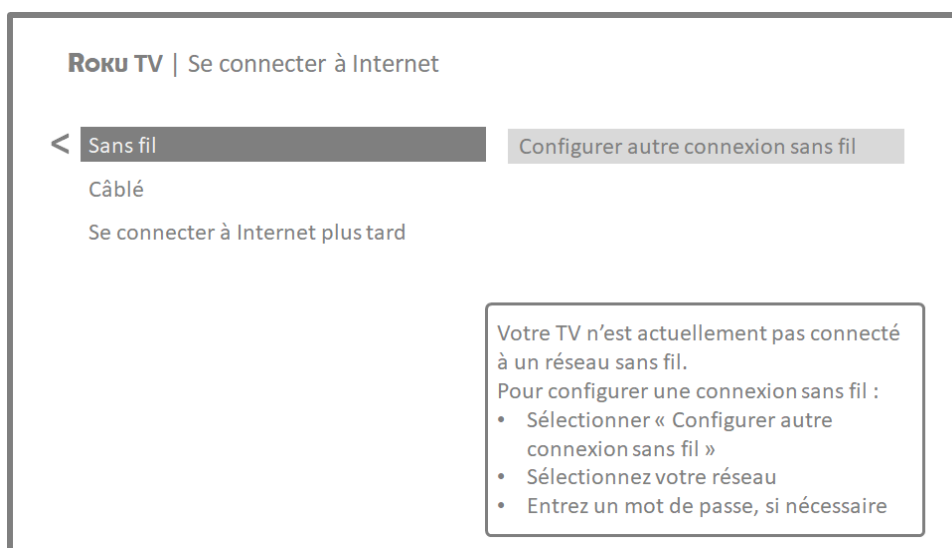 ROKU TV | Se connecter à Internet
< Sans fil
Configurer autre connexion sans fil
Câblé
Se connecter à Internet plus tard
Votre TV n’est actuellement pas connecté
à un réseau sans fil.
Pour configurer une connexion sans fil :
• Sélectionner « Configurer autre
connexion sans fil »
• Sélectionnez votre réseau
• Entrez un mot de passe, si nécessaire